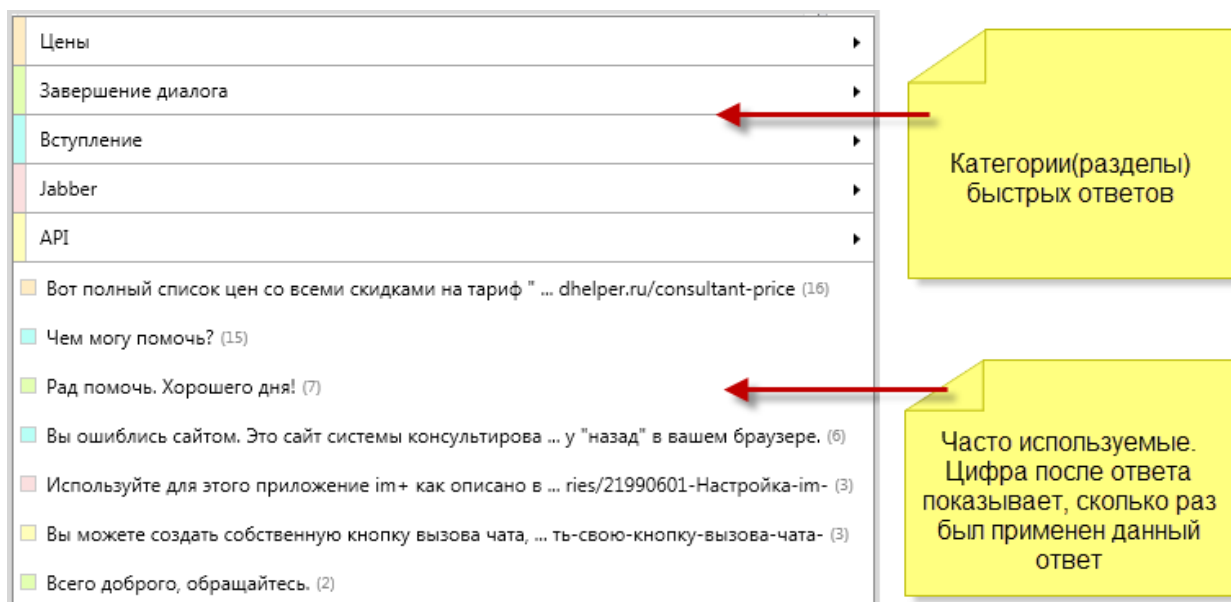 Цены
Завершение диалога
Вступление
Jabber
API
Вот полный список цен со всеми скидками на тариф " ... dhelper.ru/consultant-price (16)
Чем могу помочь? (15)
Рад помочь. Хорошего дня! (7)
Вы ошиблись сайтом. Это сайт системы консультирова ... у "назад" в вашем браузере. (6)
Используйте для этого приложение im+ как описано в ... ries/21990601-Настройка-im- (3)
Вы можете создать собственную кнопку вызова чата, ... ть-свою-кнопку-вызова-чата- (3)
Всего доброго, обращайтесь. (2)
Категории(разделы)
быстрых ответов
Часто используемые.
Цифра после ответа
показывает, сколько раз
был применен данный
ответ